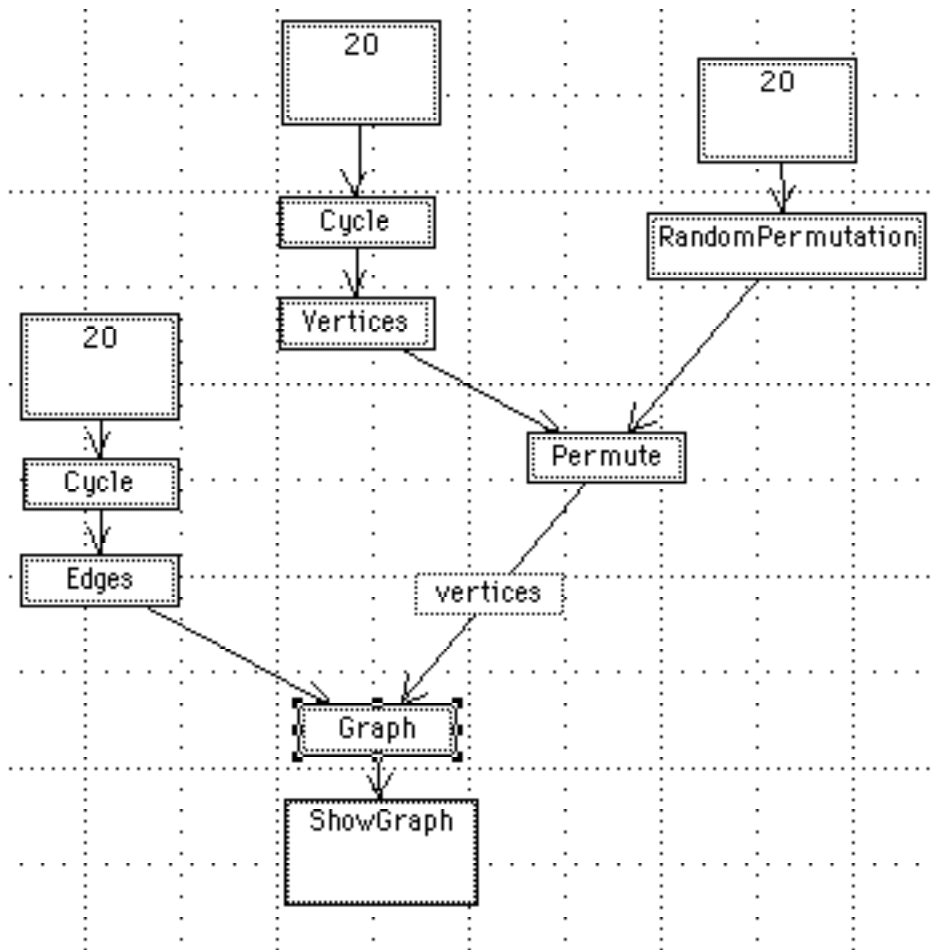 20
20
Cycle
RandomPermutation
Vertices
20
Permute
Cycle
Edges
vertices
Graph
ShowGraph